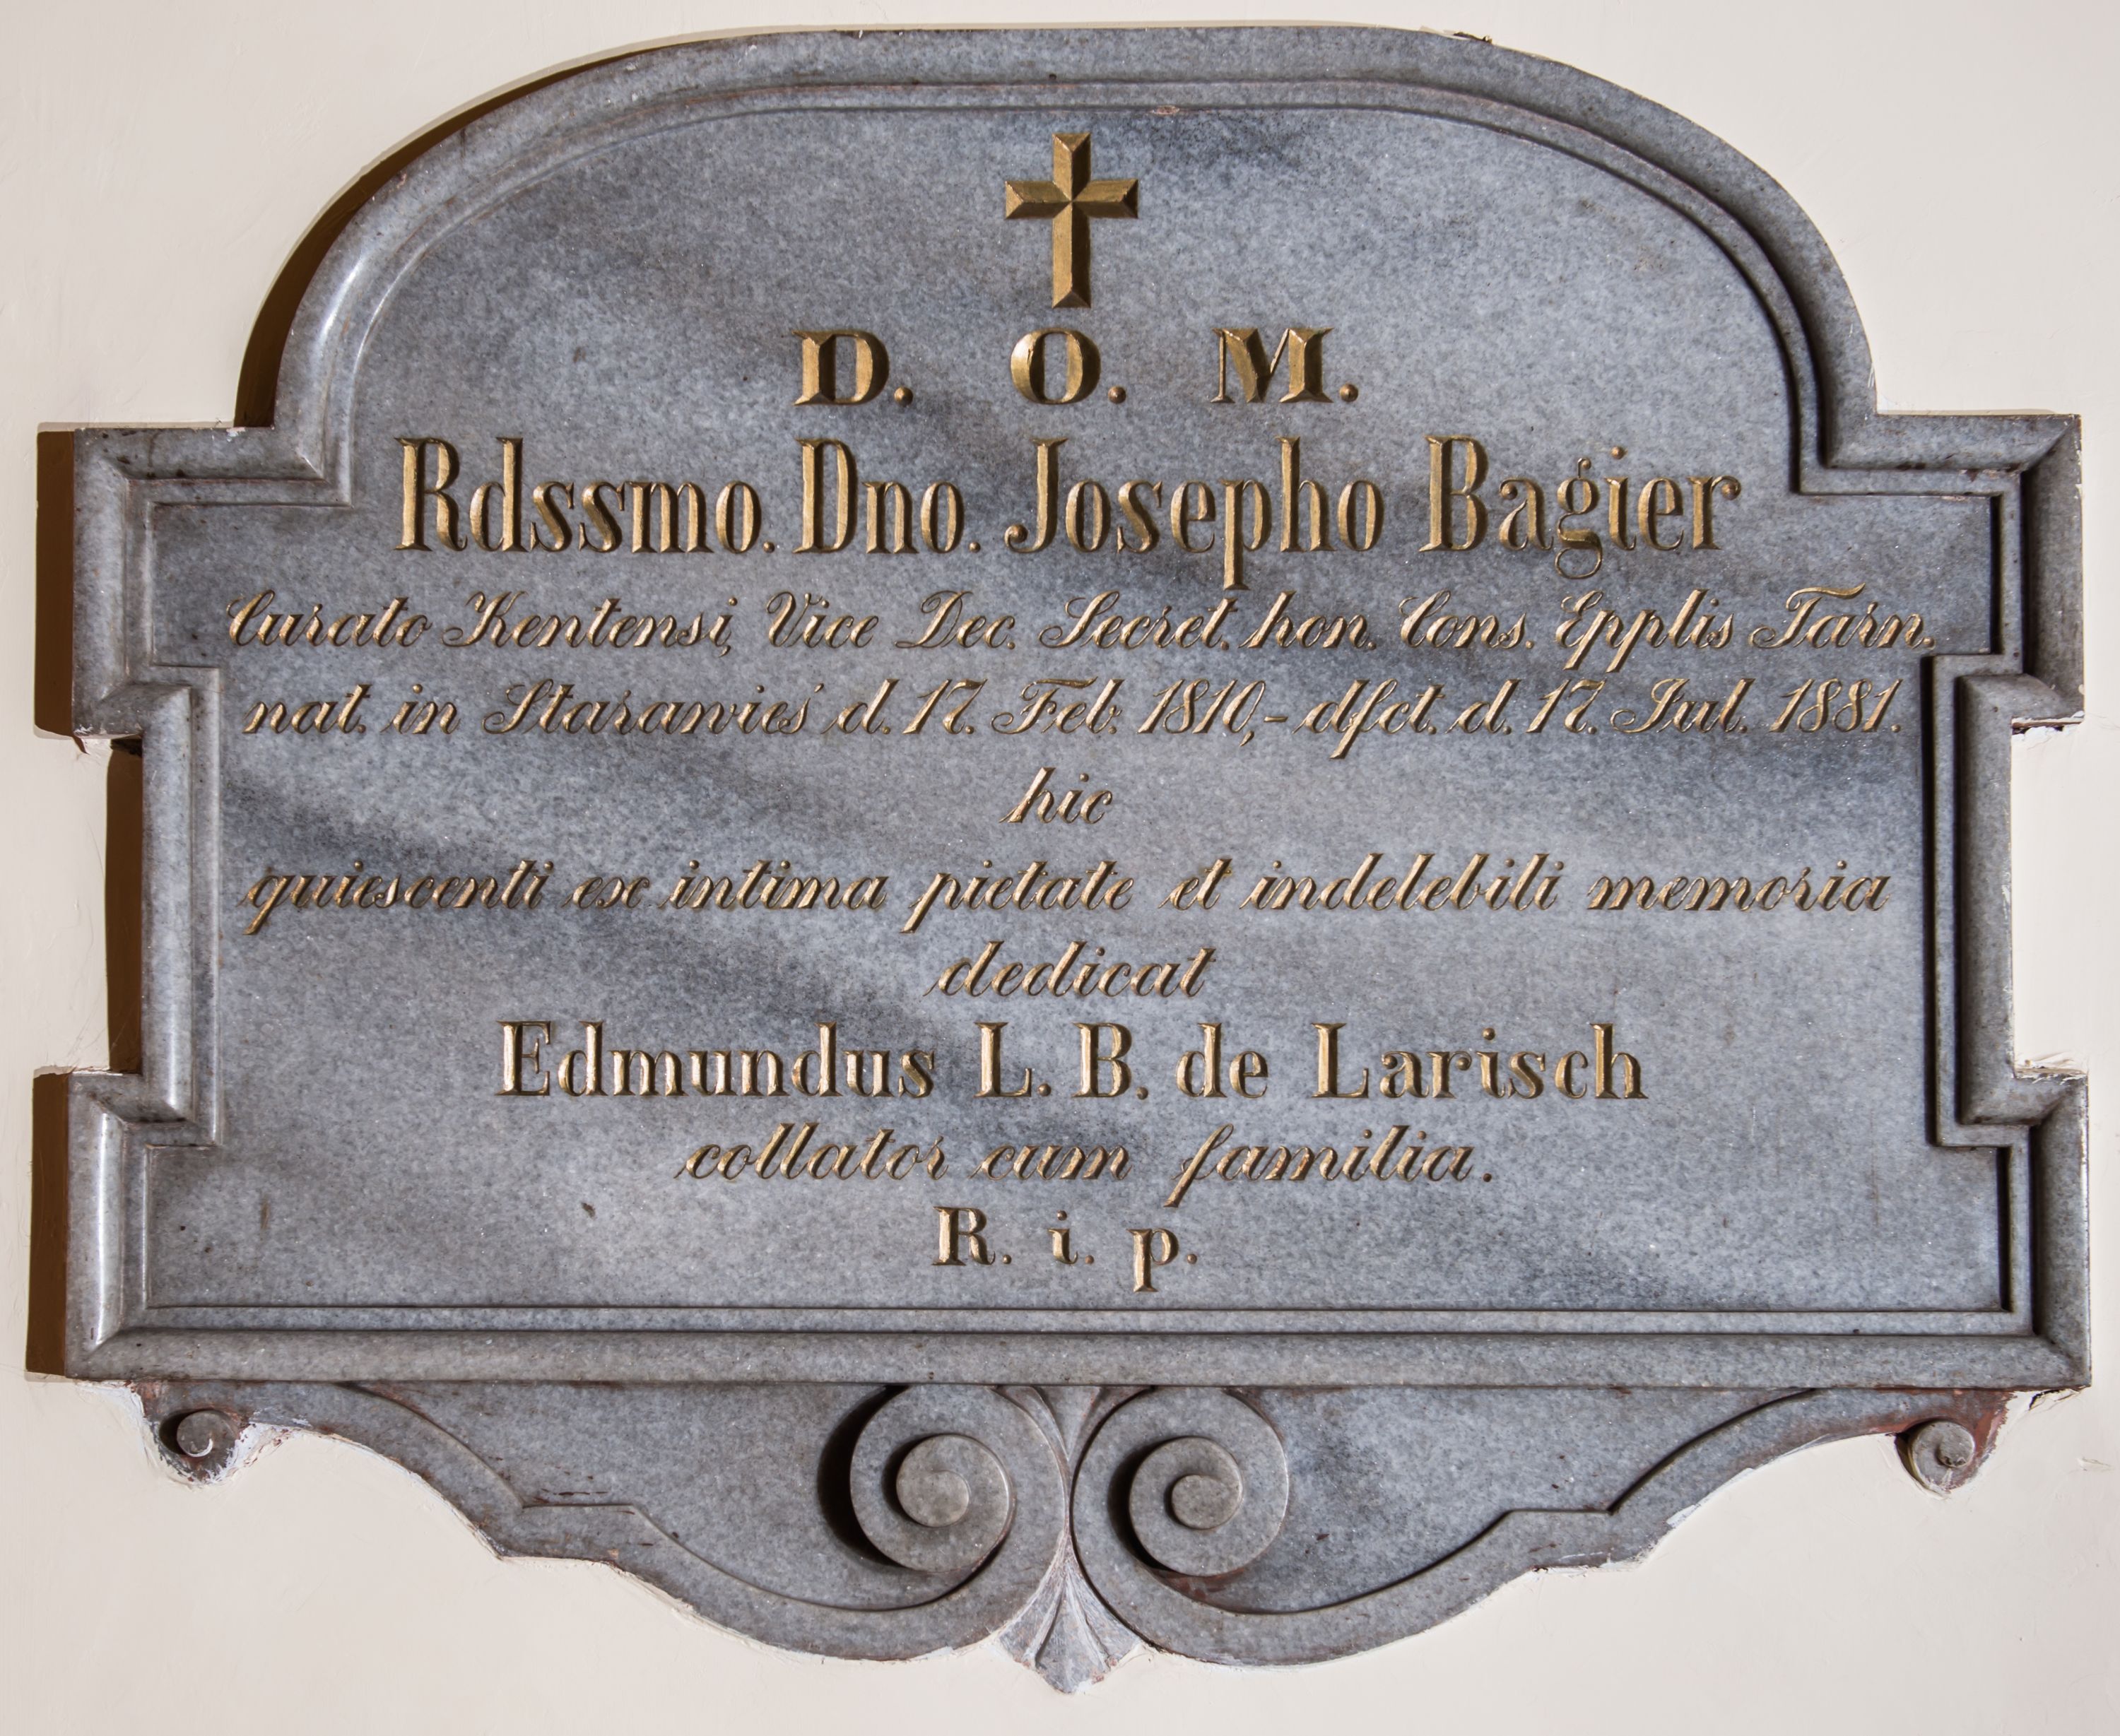 D. O. M.
Rdssmo. Dno. Josepho Bagier
Curato Kentensi, Vice Dec. Secret. hon. Cons. Epplis Tarn.
nat. in Starawieś d. 17. Feb. 1810,- dfct. d. 17. Jul. 1881.
hic
quiescenti ex intima pietate et indelebili memoria
dedicat
Edmundus L. B. de Larisch
collator cum familia.
R. i. p.